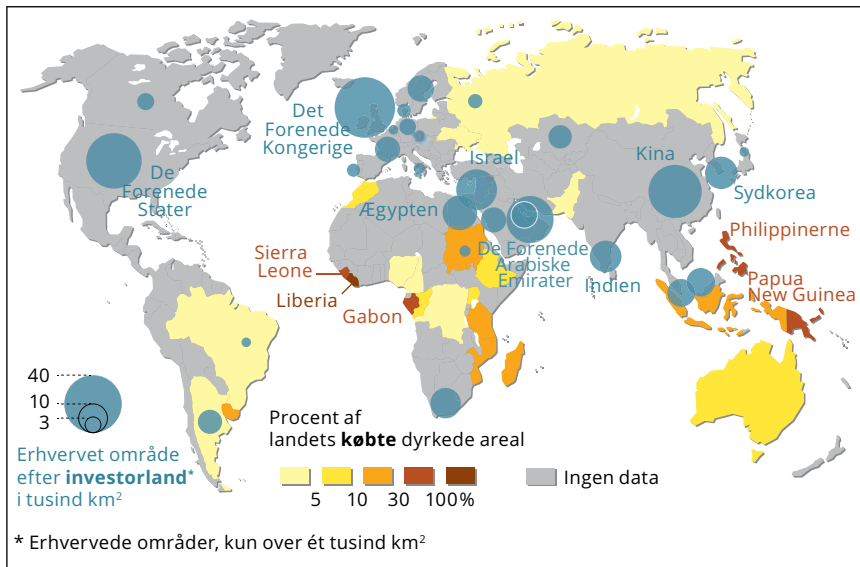 Det
Forenede
Kongerige
De
Forenede
Stater
Israel
Kina
Sydkorea
Ægypten
Philippinerne
Sierra
Leone
De Forenede
Arabiske
Emirater
Indien
Liberia
Gabon
Papua
New Guinea
40
10
3
Erhvervet område
efter investorland*
i tusind km²
Procent af
landets købte dyrkede areal
5 10 30 100%
Ingen data
* Erhvervede områder, kun over ét tusind km²